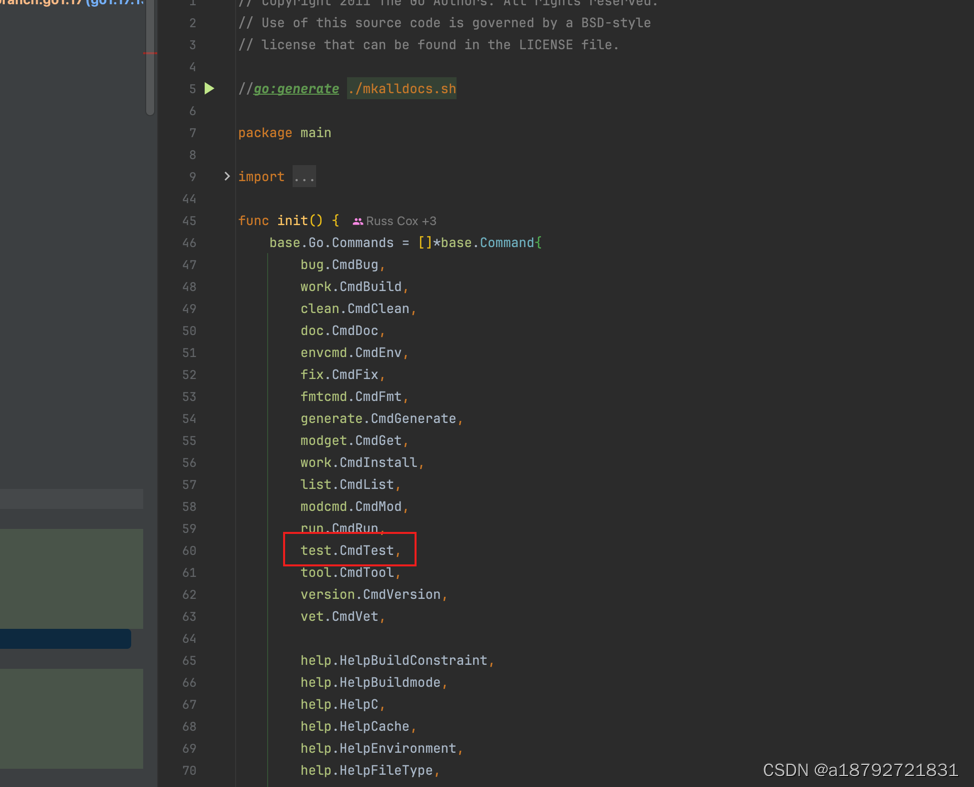 ranch.go1.17 (go1.17.1.
1 // Copyright 2011 The Go Authors. All rights reserved.
2 // Use of this source code is governed by a BSD-style
3 // license that can be found in the LICENSE file.
4
5 //go:generate ./mkalldocs.sh
6
7 package main
8
9 import ...
44
45 func init() { Russ Cox +3
46 base.Go.Commands = []*base.Command{
47 bug.CmdBug,
48 work.CmdBuild,
49 clean.CmdClean,
50 doc.CmdDoc,
51 envcmd.CmdEnv,
52 fix.CmdFix,
53 fmtcmd.CmdFmt,
54 generate.CmdGenerate,
55 modget.CmdGet,
56 work.CmdInstall,
57 list.CmdList,
58 modcmd.CmdMod,
59 run.CmdRun,
60 test.CmdTest,
61 tool.CmdTool,
62 version.CmdVersion,
63 vet.CmdVet,
64
65 help.HelpBuildConstraint,
66 help.HelpBuildmode,
67 help.HelpC,
68 help.HelpCache,
69 help.HelpEnvironment,
70 help.HelpFileType,
CSDN @a18792721831